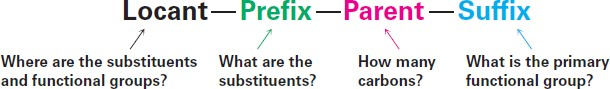 Locant—Prefix—Parent—Suffix
Where are the substituents What are the How many What is the primary
and functional groups? substituents? carbons? functional group?